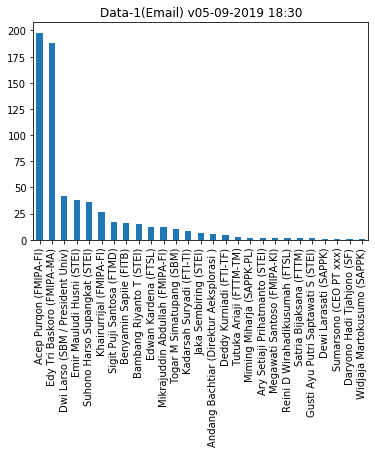 Data-1(Email) v05-09-2019 18:30
200
175
150
125
100
75
50
25
0
Acep Purqon (FMIPA-FI)
Edy Tri Baskoro (FMIPA-MA)
Dwi Larso (SBM / President Univ)
Emir Mauludi Husni (STEI)
Suhono Harso Supangkat (STEI)
Khairurrijal (FMIPA-FI)
Sigit Puji Santosa (FTMD)
Benyamin Sapiie (FITB)
Bambang Riyanto T (STEI)
Edwan Kardena (FTSL)
Mikrajuddin Abdullah (FMIPA-FI)
Togar M Simatupang (SBM)
Kadarsah Suryadi (FTI-TI)
Jaka Sembiring (STEI)
Andang Bachtiar (Direktur Aeksplorasi )
Deddy Kurniadi (FTI-TF)
Tutuka Ariaji (FTTM-TM)
Miming Miharja (SAPPK-PL)
Ary Setiaji Prihatmanto (STEI)
Megawati Santoso (FMIPA-KI)
Reini D Wirahadikusumah (FTSL)
Satria Bijaksana (FTTM)
Gusti Ayu Putri Saptawati S (STEI)
Dewi Larasati (SAPPK)
Sumarsono (CEO PT XXX)
Daryono Hadi Tjahjono (SF)
Widjaja Martokusumo (SAPPK)